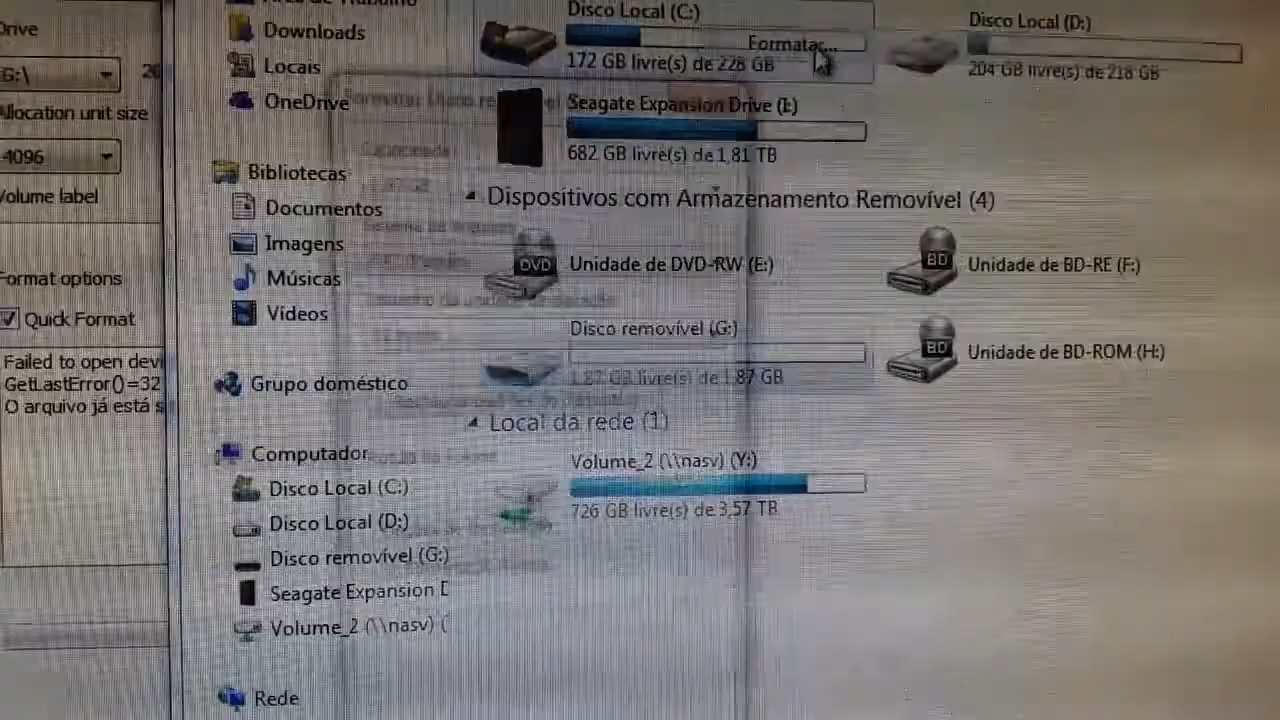 Drive
G:\
Allocation unit size
4096
Volume label
Format options
Quick Format
Failed to open devi
GetLastError()=32
O arquivo já está s
Downloads
Locais
OneDrive
Bibliotecas
Documentos
Imagens
Músicas
Vídeos
Grupo doméstico
Computador
Disco Local (C:)
Disco Local (D:)
Disco removível (G:)
Seagate Expansion D
Volume_2 (\\nasv) (
Rede
Disco Local (C:)
Formatar...
172 GB livre(s) de 228 GB
Disco Local (D:)
204 GB livre(s) de 218 GB
Seagate Expansion Drive (I:)
682 GB livre(s) de 1,81 TB
Dispositivos com Armazenamento Removível (4)
DVD
Unidade de DVD-RW (E:)
BD
Unidade de BD-RE (F:)
Disco removível (G:)
1,87 GB livre(s) de 1,87 GB
BD
Unidade de BD-ROM (H:)
Local da rede (1)
Volume_2 (\\nasv) (Y:)
726 GB livre(s) de 3,57 TB